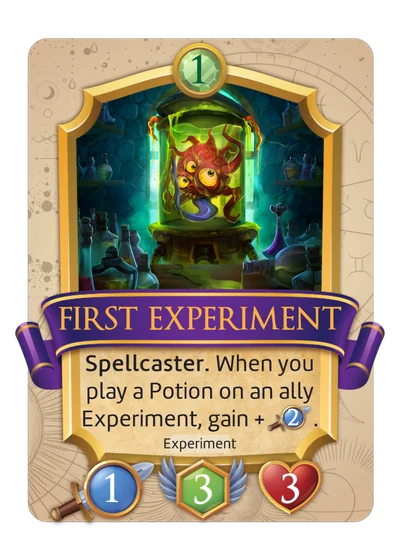 1
FIRST EXPERIMENT
Spellcaster. When you
play a Potion on an ally
Experiment, gain + 2 .
Experiment
1 3 3